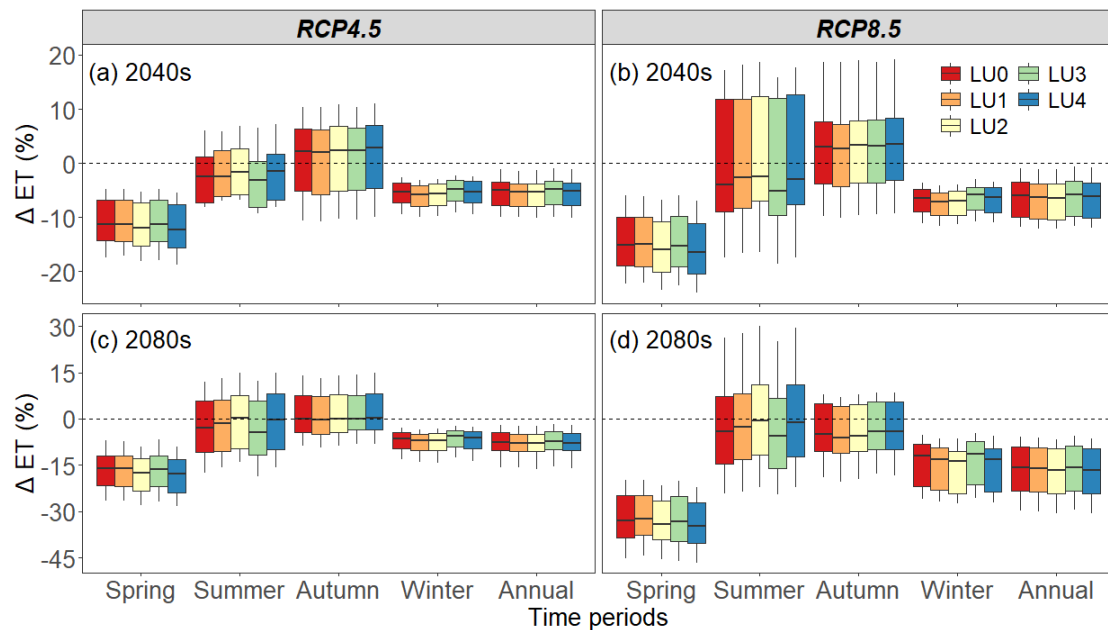 RCP4.5
RCP8.5
(a) 2040s
(b) 2040s
LU0
LU3
LU1
LU4
LU2
Δ ET (%)
20
10
0
-10
-20
(c) 2080s
(d) 2080s
Δ ET (%)
30
15
0
-15
-30
-45
Spring Summer Autumn Winter Annual
Spring Summer Autumn Winter Annual
Time periods